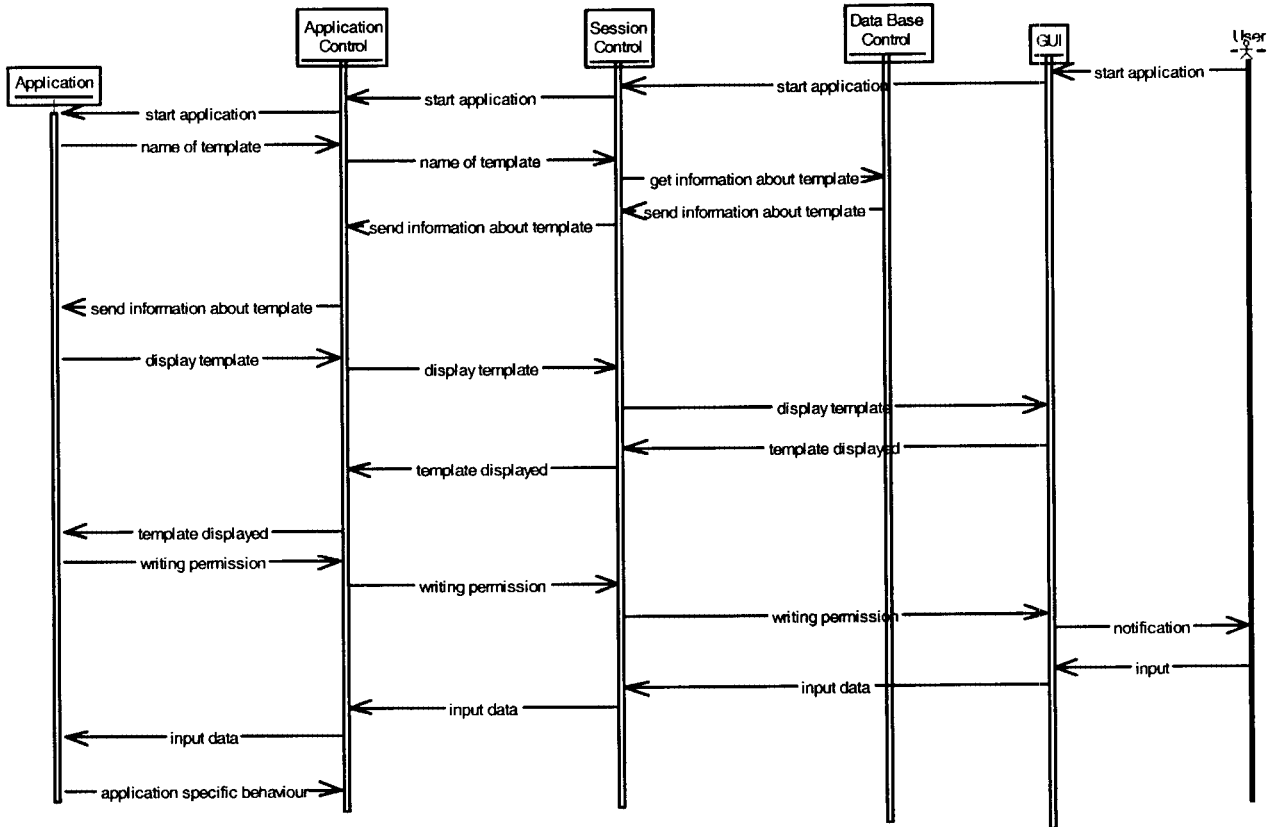 Application
Application
Control
Session
Control
Data Base
Control
GUI
User
start application
start application
start application
start application
name of template
name of template
get information about template
send information about template
send information about template
send information about template
display template
display template
display template
template displayed
template displayed
template displayed
writing permission
writing permission
writing permission
notification
input
input data
input data
input data
application specific behaviour